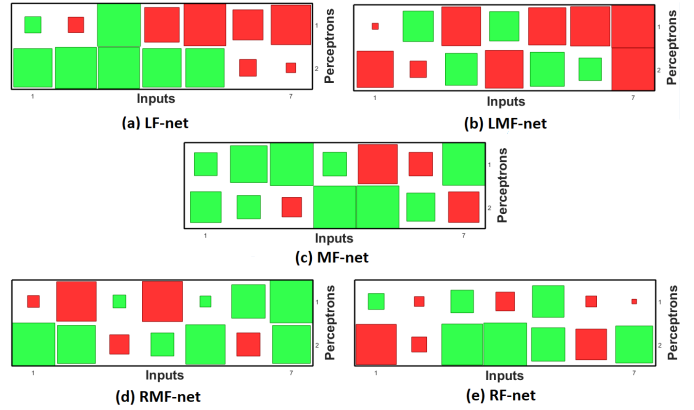 1
2
Perceptrons
1
Inputs
7
(a) LF-net
1
2
Perceptrons
1
Inputs
7
(b) LMF-net
1
2
Perceptrons
1
Inputs
7
(c) MF-net
1
2
Perceptrons
1
Inputs
7
(d) RMF-net
1
2
Perceptrons
1
Inputs
7
(e) RF-net